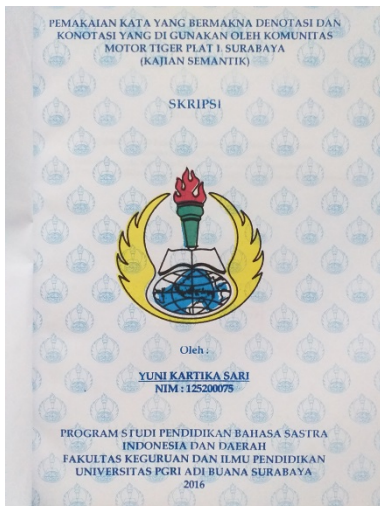 PEMAKAIAN KATA YANG BERMAKNA DENOTASI DAN
KONOTASI YANG DI GUNAKAN OLEH KOMUNITAS
MOTOR TIGER PLAT L SURABAYA
(KAJIAN SEMANTIK)
SKRIPSI
Oleh :
YUNI KARTIKA SARI
NIM : 125200075
PROGRAM STUDI PENDIDIKAN BAHASA SASTRA
INDONESIA DAN DAERAH
FAKULTAS KEGURUAN DAN ILMU PENDIDIKAN
UNIVERSITAS PGRI ADI BUANA SURABAYA
2016